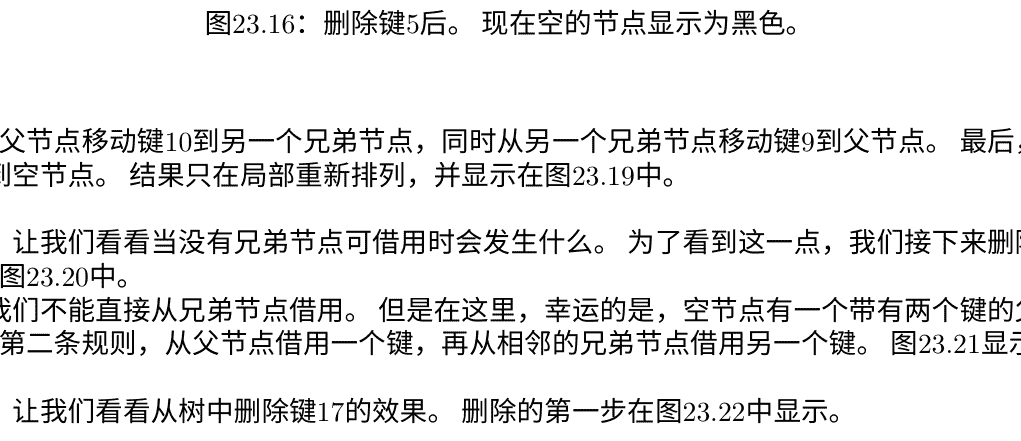 图23.16：删除键5后。 现在空的节点显示为黑色。
父节点移动键10到另一个兄弟节点，同时从另一个兄弟节点移动键9到父节点。 最后，
到空节点。 结果只在局部重新排列，并显示在图23.19中。
让我们看看当没有兄弟节点可借用时会发生什么。 为了看到这一点，我们接下来删除
图23.20中。
我们不能直接从兄弟节点借用。 但是在这里，幸运的是，空节点有一个带有两个键的父
第二条规则，从父节点借用一个键，再从相邻的兄弟节点借用另一个键。 图23.21显示
让我们看看从树中删除键17的效果。 删除的第一步在图23.22中显示。